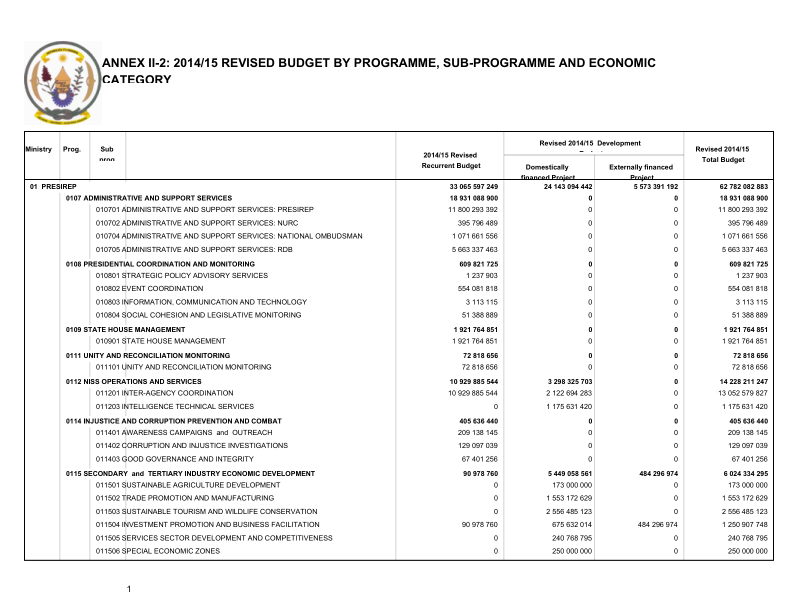 ANNEX II-2: 2014/15 REVISED BUDGET BY PROGRAMME, SUB-PROGRAMME AND ECONOMIC
CATEGORY
Ministry Prog. Sub 2014/15 Revised Recurrent Budget Revised 2014/15 Development Revised 2014/15 Total Budget
prog
Domestically Externally financed
financed Project Project
01 PRESIREP 33 065 597 249 24 143 094 442 5 573 391 192 62 782 082 883
0107 ADMINISTRATIVE AND SUPPORT SERVICES 18 931 088 900 0 0 18 931 088 900
010701 ADMINISTRATIVE AND SUPPORT SERVICES: PRESIREP 11 800 293 392 0 0 11 800 293 392
010702 ADMINISTRATIVE AND SUPPORT SERVICES: NURC 395 796 489 0 0 395 796 489
010704 ADMINISTRATIVE AND SUPPORT SERVICES: NATIONAL OMBUDSMAN 1 071 661 556 0 0 1 071 661 556
010705 ADMINISTRATIVE AND SUPPORT SERVICES: RDB 5 663 337 463 0 0 5 663 337 463
0108 PRESIDENTIAL COORDINATION AND MONITORING 609 821 725 0 0 609 821 725
010801 STRATEGIC POLICY ADVISORY SERVICES 1 237 903 0 0 1 237 903
010802 EVENT COORDINATION 554 081 818 0 0 554 081 818
010803 INFORMATION, COMMUNICATION AND TECHNOLOGY 3 113 115 0 0 3 113 115
010804 SOCIAL COHESION AND LEGISLATIVE MONITORING 51 388 889 0 0 51 388 889
0109 STATE HOUSE MANAGEMENT 1 921 764 851 0 0 1 921 764 851
010901 STATE HOUSE MANAGEMENT 1 921 764 851 0 0 1 921 764 851
0111 UNITY AND RECONCILIATION MONITORING 72 818 656 0 0 72 818 656
011101 UNITY AND RECONCILIATION MONITORING 72 818 656 0 0 72 818 656
0112 NISS OPERATIONS AND SERVICES 10 929 885 544 3 298 325 703 0 14 228 211 247
011201 INTER-AGENCY COORDINATION 10 929 885 544 2 122 694 283 0 13 052 579 827
011203 INTELLIGENCE TECHNICAL SERVICES 0 1 175 631 420 0 1 175 631 420
0114 INJUSTICE AND CORRUPTION PREVENTION AND COMBAT 405 636 440 0 0 405 636 440
011401 AWARENESS CAMPAIGNS and OUTREACH 209 138 145 0 0 209 138 145
011402 CORRUPTION AND INJUSTICE INVESTIGATIONS 129 097 039 0 0 129 097 039
011403 GOOD GOVERNANCE AND INTEGRITY 67 401 256 0 0 67 401 256
0115 SECONDARY and TERTIARY INDUSTRY ECONOMIC DEVELOPMENT 90 978 760 5 449 058 561 484 296 974 6 024 334 295
011501 SUSTAINABLE AGRICULTURE DEVELOPMENT 0 173 000 000 0 173 000 000
011502 TRADE PROMOTION AND MANUFACTURING 0 1 553 172 629 0 1 553 172 629
011503 SUSTAINABLE TOURISM AND WILDLIFE CONSERVATION 0 2 556 485 123 0 2 556 485 123
011504 INVESTMENT PROMOTION AND BUSINESS FACILITATION 90 978 760 675 632 014 484 296 974 1 250 907 748
011505 SERVICES SECTOR DEVELOPMENT AND COMPETITIVENESS 0 240 768 795 0 240 768 795
011506 SPECIAL ECONOMIC ZONES 0 250 000 000 0 250 000 000
1